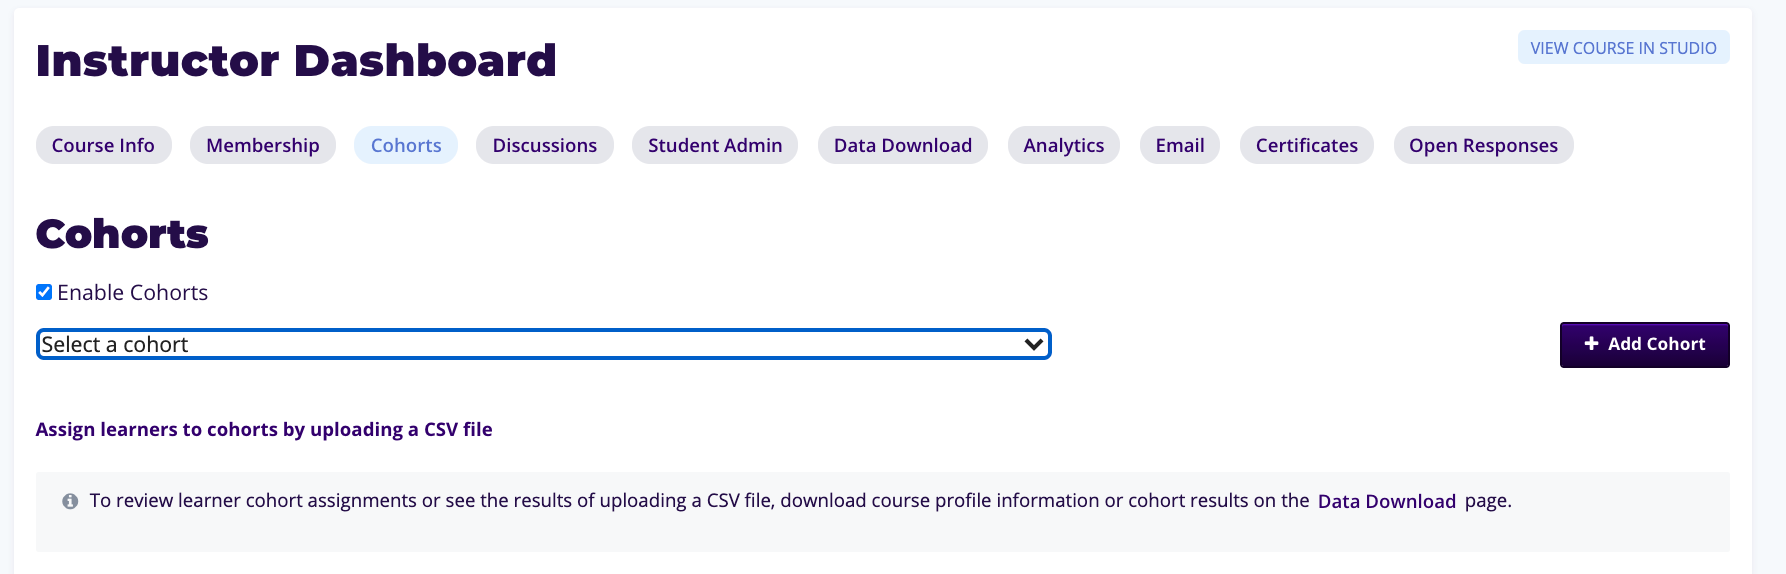 Instructor Dashboard
VIEW COURSE IN STUDIO
Course Info Membership Cohorts Discussions Student Admin Data Download Analytics Email Certificates Open Responses
Cohorts
Enable Cohorts
Select a cohort
+ Add Cohort
Assign learners to cohorts by uploading a CSV file
To review learner cohort assignments or see the results of uploading a CSV file, download course profile information or cohort results on the Data Download page.